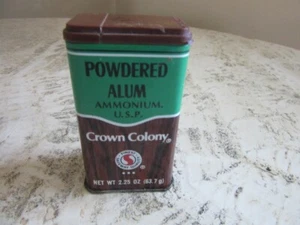 POWDERED
ALUM
AMMONIUM.
U.S.P.
Crown Colony®
S
NET WT 2.25 OZ (63.7 g)